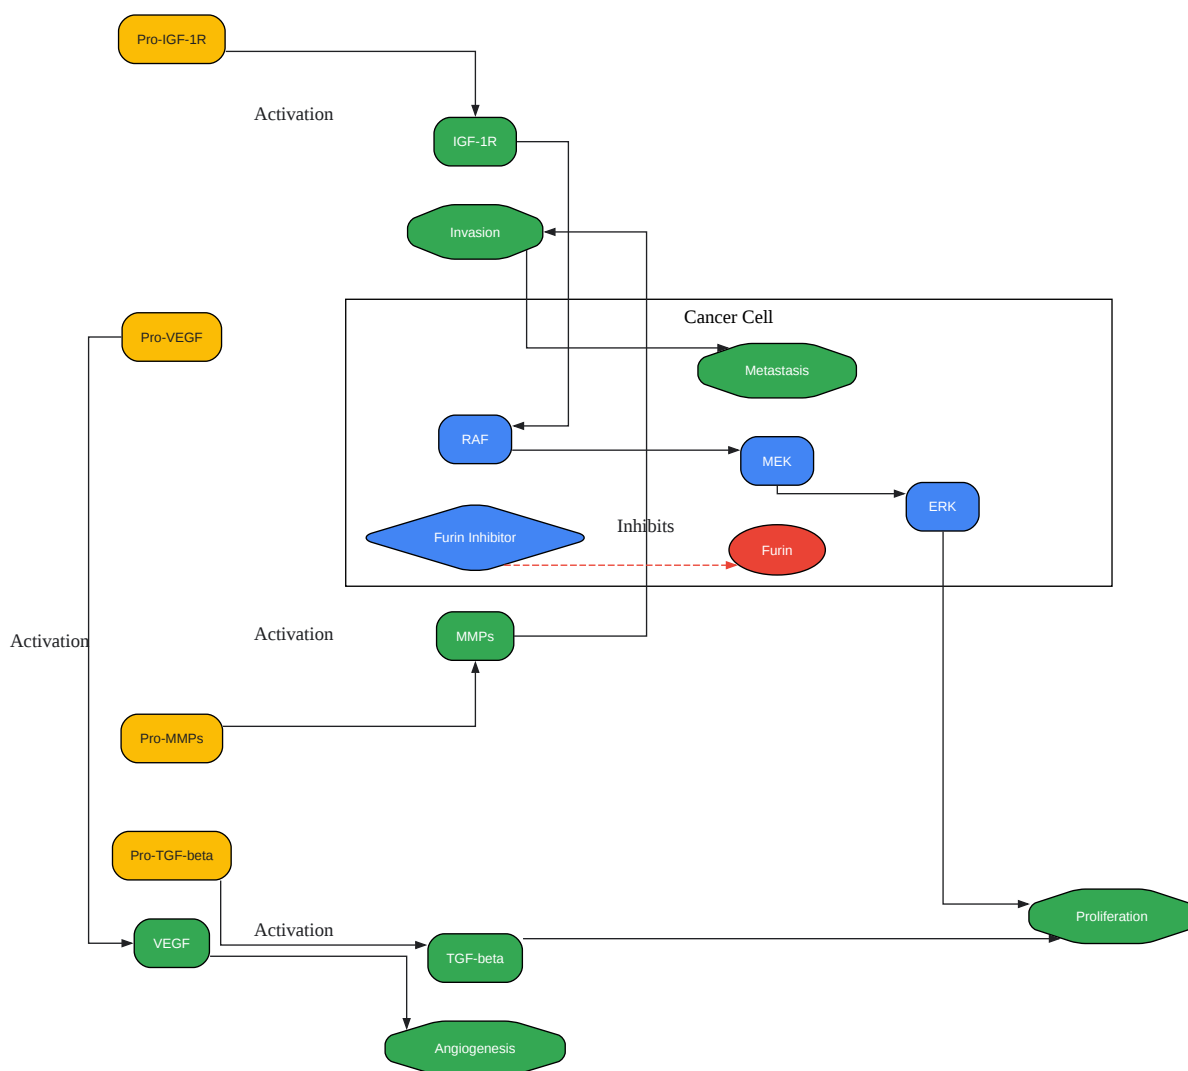 Pro-IGF-1R
Activation
IGF-1R
Invasion
Cancer Cell
Pro-VEGF
Metastasis
RAF
MEK
ERK
Inhibits
Furin Inhibitor
Furin
Activation
Activation
MMPs
Pro-MMPs
Pro-TGF-beta
Proliferation
Activation
VEGF
TGF-beta
Angiogenesis